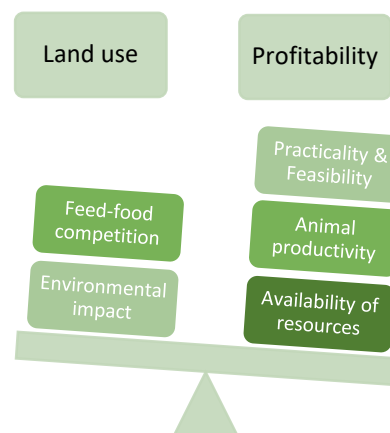 Land use
Profitability
Practicality &
Feasibility
Feed-food
competition
Animal
productivity
Environmental
impact
Availability of
resources